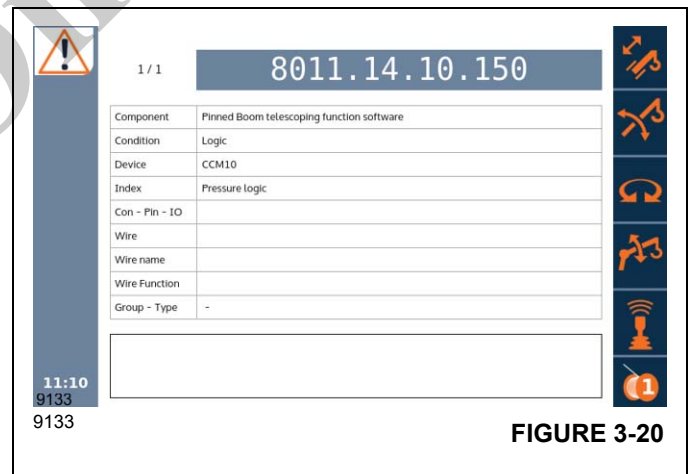 1/1
8011.14.10.150
Component Pinned Boom telescoping function software
Condition Logic
Device CCM10
Index Pressure logic
Con - Pin - IO
Wire
Wire name
Wire Function
Group - Type -
11:10
1
9133
9133
FIGURE 3-20